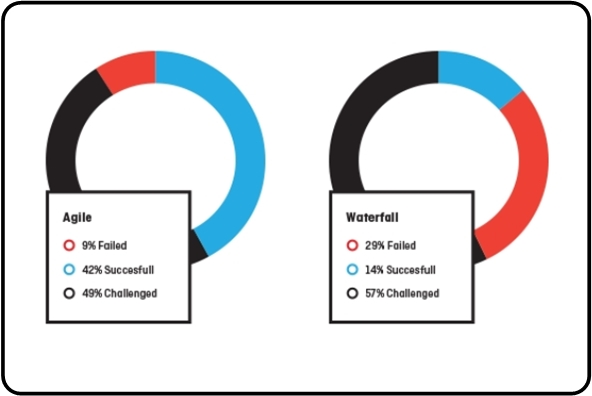 Agile
9% Failed
42% Succesfull
49% Challenged
Waterfall
29% Failed
14% Succesfull
57% Challenged